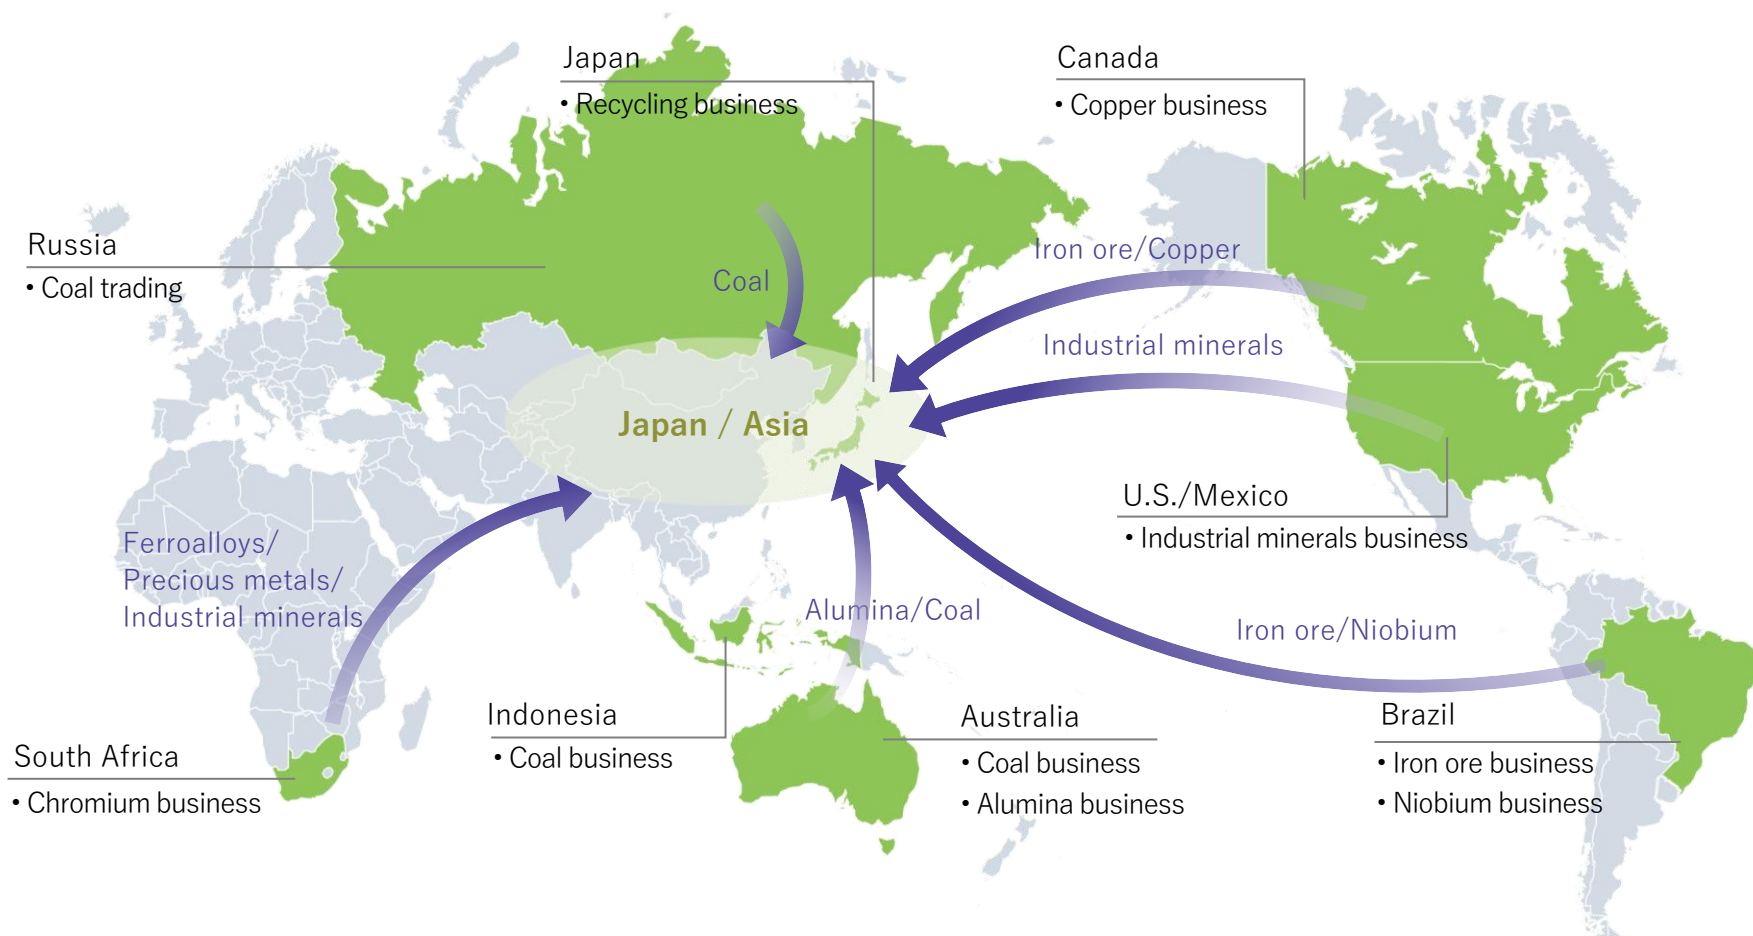 Japan
• Recycling business
Canada
• Copper business
Russia
• Coal trading
Coal
Iron ore/Copper
Industrial minerals
Japan / Asia
U.S./Mexico
• Industrial minerals business
Ferroalloys/
Precious metals/
Industrial minerals
Alumina/Coal
Iron ore/Niobium
South Africa
• Chromium business
Indonesia
• Coal business
Australia
• Coal business
• Alumina business
Brazil
• Iron ore business
• Niobium business